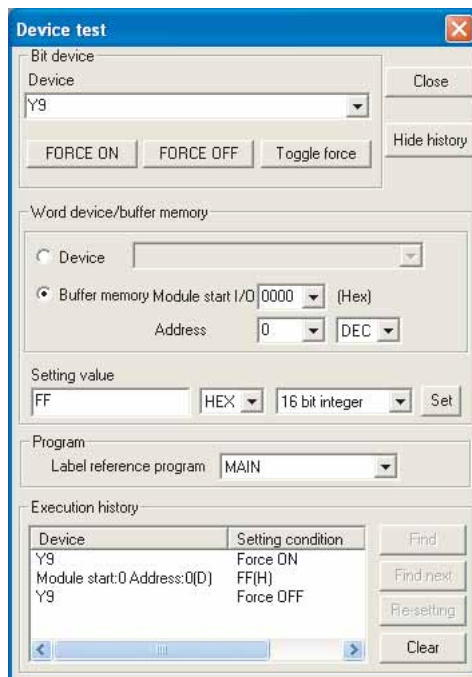 Device test
Bit device
Device
Close
Y9
FORCE ON FORCE OFF Toggle force
Hide history
Word device/buffer memory
Device
Buffer memory Module start I/O 0000 (Hex)
Address 0 DEC
Setting value
FF HEX 16 bit integer Set
Program
Label reference program MAIN
Execution history
Device Setting condition
Y9 Force ON
Module start:0 Address:0(D) FF(H)
Y9 Force OFF
Find
Find next
Re-setting
Clear